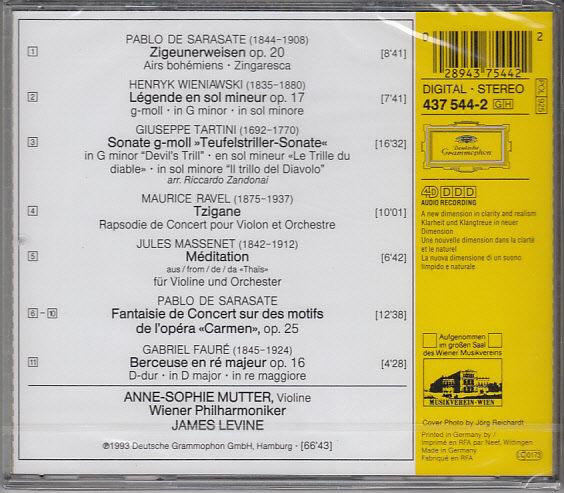 PABLO DE SARASATE (1844-1908)
1 Zigeunerweisen op. 20 [8'41]
Airs bohémiens · Zingaresca
HENRYK WIENIAWSKI (1835-1880)
2 Légende en sol mineur op. 17 [7'41]
g-moll · in G minor · in sol minore
GIUSEPPE TARTINI (1692-1770)
3 Sonate g-moll »Teufelstriller-Sonate« [16'32]
in G minor "Devil's Trill" · en sol mineur «Le Trille du
diable» · in sol minore "Il trillo del Diavolo"
arr. Riccardo Zandonai
MAURICE RAVEL (1875-1937)
4 Tzigane [10'01]
Rapsodie de Concert pour Violon et Orchestre
JULES MASSENET (1842-1912)
5 Méditation [6'42]
aus / from / de / da «Thaïs»
für Violine und Orchester
PABLO DE SARASATE
6 - 10 Fantaisie de Concert sur des motifs [12'38]
de l'opéra «Carmen», op. 25
GABRIEL FAURÉ (1845-1924)
11 Berceuse en ré majeur op. 16 [4'28]
D-dur · in D major · in re maggiore
ANNE-SOPHIE MUTTER, Violine
Wiener Philharmoniker
JAMES LEVINE
℗1993 Deutsche Grammophon GmbH, Hamburg · [66'43]
0 28943 75442 2
DIGITAL · STEREO
437 544-2 GH
POL 925
Deutsche
Grammophon
4D DDD
AUDIO RECORDING
A new dimension in clarity and realism
Klarheit und Klangtreue in neuer
Dimension
Une nouvelle dimension dans la clarté
et le naturel
La nuova dimensione di un suono
limpido e naturale
Aufgenommen
im großen Saal
des Wiener Musikvereins
MUSIKVEREIN·WIEN
Cover Photo by Jörg Reichardt
Printed in Germany by /
Imprimé en RFA par Neef, Wittingen
Made in Germany
Fabriqué en RFA
LC 0173